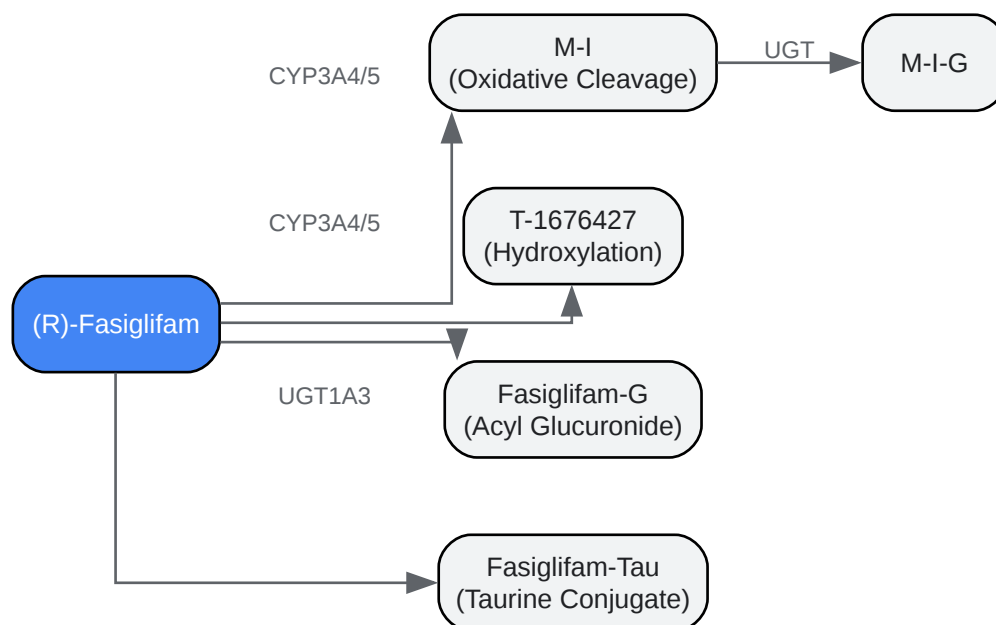 M-I
(Oxidative Cleavage)
UGT
M-I-G
CYP3A4/5
CYP3A4/5
T-1676427
(Hydroxylation)
(R)-Fasiglifam
UGT1A3
Fasiglifam-G
(Acyl Glucuronide)
Fasiglifam-Tau
(Taurine Conjugate)